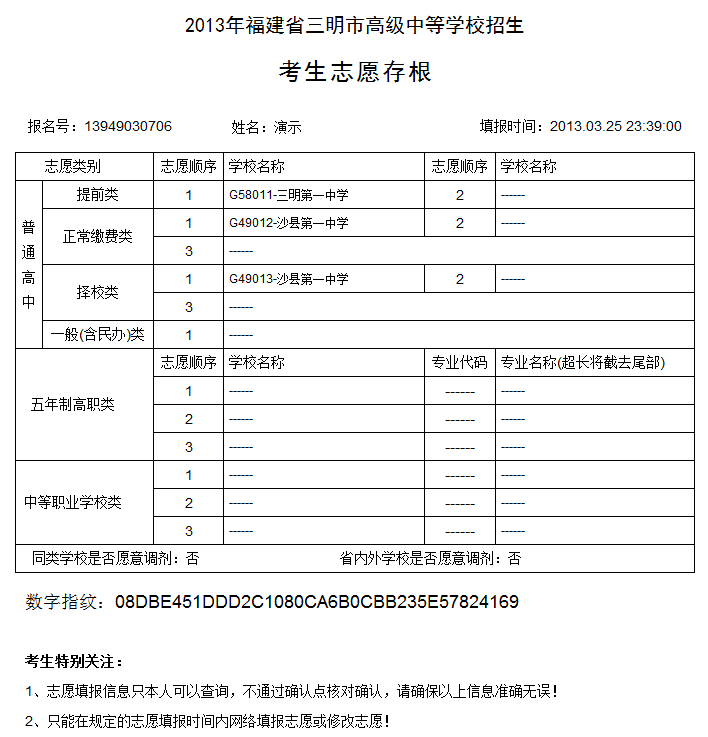 2013年福建省三明市高级中等学校招生
考生志愿存根
报名号：13949030706 姓名：演示 填报时间：2013.03.25 23:39:00
志愿类别 志愿顺序 学校名称 志愿顺序 学校名称
普通高中
提前类 1 G58011-三明第一中学 2 ------
正常缴费类 1 G49012-沙县第一中学 2 ------
3 ------
择校类 1 G49013-沙县第一中学 2 ------
3 ------
一般(含民办)类 1 ------
五年制高职类 志愿顺序 学校名称 专业代码 专业名称(超长将截去尾部)
1 ------ ------ ------
2 ------ ------ ------
3 ------ ------ ------
中等职业学校类 1 ------ ------ ------
2 ------ ------ ------
3 ------ ------ ------
同类学校是否愿意调剂：否 省内外学校是否愿意调剂：否
数字指纹：08DBE451DDD2C1080CA6B0CBB235E57824169
考生特别关注：
1、志愿填报信息只本人可以查询，不通过确认点核对确认，请确保以上信息准确无误！
2、只能在规定的志愿填报时间内网络填报志愿或修改志愿！